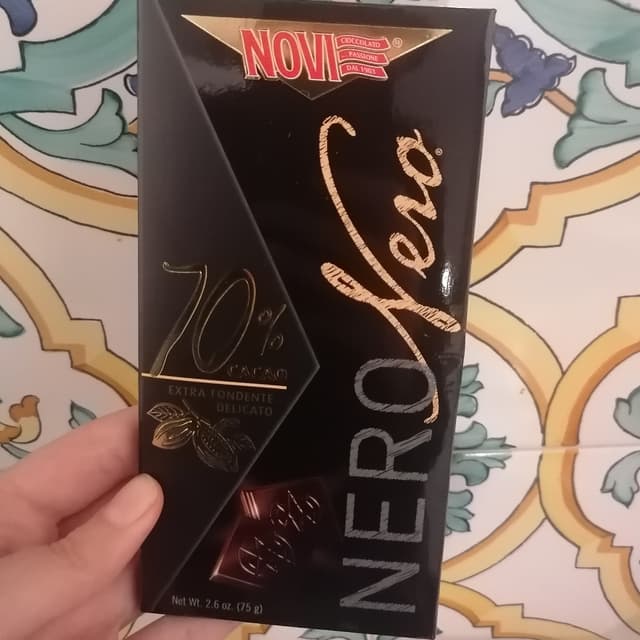 NOVI
CIOCCOLATO
PASSIONE
DAL 1903
®
Nero®
NERO
70%
CACAO
EXTRA FONDENTE
DELICATO
Net Wt. 2.6 oz. (75 g)